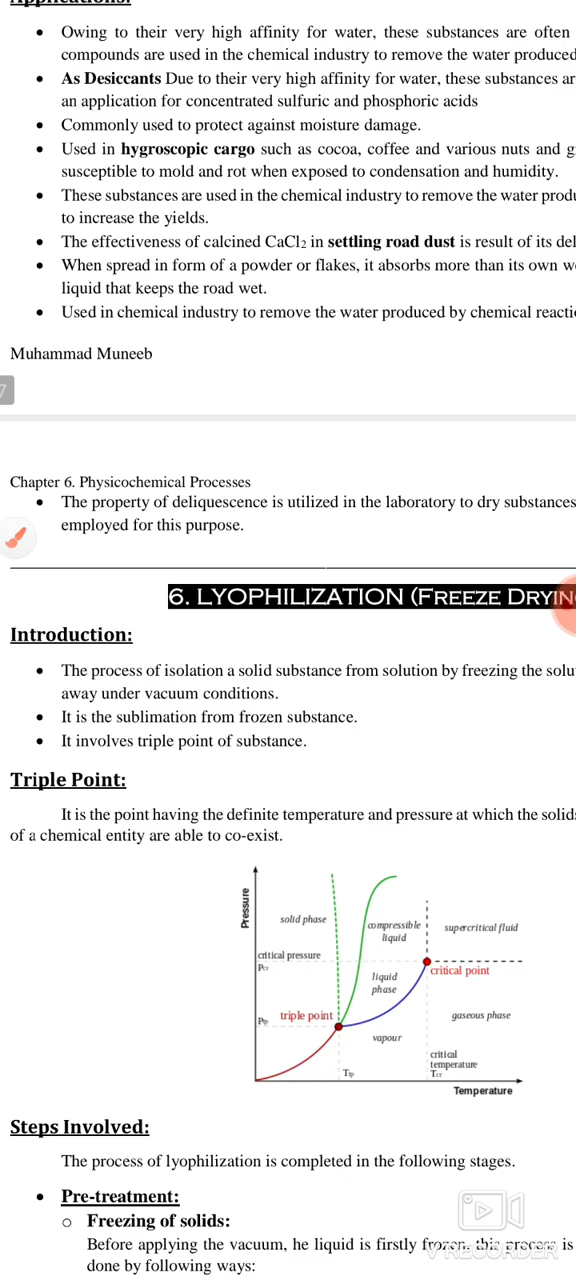 Applications:
• Owing to their very high affinity for water, these substances are often
compounds are used in the chemical industry to remove the water produced
• As Desiccants Due to their very high affinity for water, these substances ar
an application for concentrated sulfuric and phosphoric acids
• Commonly used to protect against moisture damage.
• Used in hygroscopic cargo such as cocoa, coffee and various nuts and g
susceptible to mold and rot when exposed to condensation and humidity.
• These substances are used in the chemical industry to remove the water produ
to increase the yields.
• The effectiveness of calcined CaCl2 in settling road dust is result of its del
• When spread in form of a powder or flakes, it absorbs more than its own w
liquid that keeps the road wet.
• Used in chemical industry to remove the water produced by chemical reacti
Muhammad Muneeb
7
Chapter 6. Physicochemical Processes
• The property of deliquescence is utilized in the laboratory to dry substances
employed for this purpose.
6. LYOPHILIZATION (FREEZE DRYING
Introduction:
• The process of isolation a solid substance from solution by freezing the solu
away under vacuum conditions.
• It is the sublimation from frozen substance.
• It involves triple point of substance.
Triple Point:
It is the point having the definite temperature and pressure at which the solid
of a chemical entity are able to co-exist.
Pressure
solid phase
compressible
liquid
supercritical fluid
critical pressure
Pcr
critical point
liquid
phase
Ptp
triple point
gaseous phase
vapour
critical
temperature
Tcr
Ttp
Temperature
Steps Involved:
The process of lyophilization is completed in the following stages.
• Pre-treatment:
o Freezing of solids:
Before applying the vacuum, he liquid is firstly frozen. this process is
done by following ways:
V RECORDER